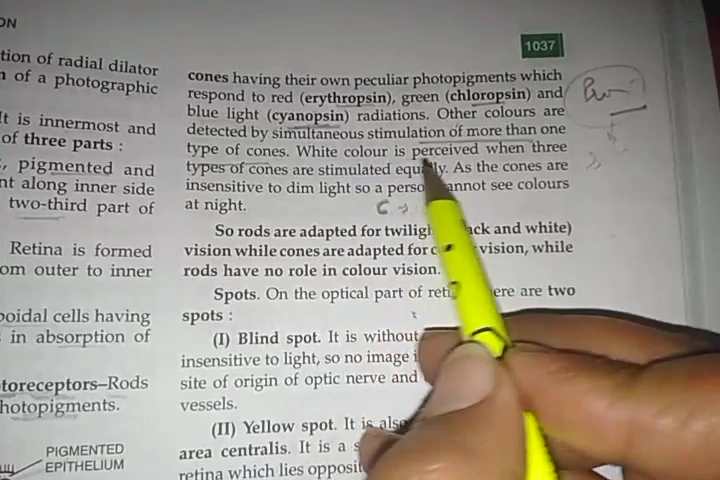 ON
1037
tion of radial dilator
n of a photographic
It is innermost and
of three parts :
, pigmented and
nt along inner side
two-third part of
Retina is formed
om outer to inner
oidal cells having
in absorption of
toreceptors–Rods
hotopigments.
PIGMENTED
EPITHELIUM
cones having their own peculiar photopigments which
respond to red (erythropsin), green (chloropsin) and
blue light (cyanopsin) radiations. Other colours are
detected by simultaneous stimulation of more than one
type of cones. White colour is perceived when three
types of cones are stimulated equally. As the cones are
insensitive to dim light so a perso cannot see colours
at night.
So rods are adapted for twilig ack and white)
vision while cones are adapted for c vision, while
rods have no role in colour vision.
Spots. On the optical part of reti ere are two
spots :
(I) Blind spot. It is without
insensitive to light, so no image i
site of origin of optic nerve and
vessels.
(II) Yellow spot. It is also
area centralis. It is a s
retina which lies opposit